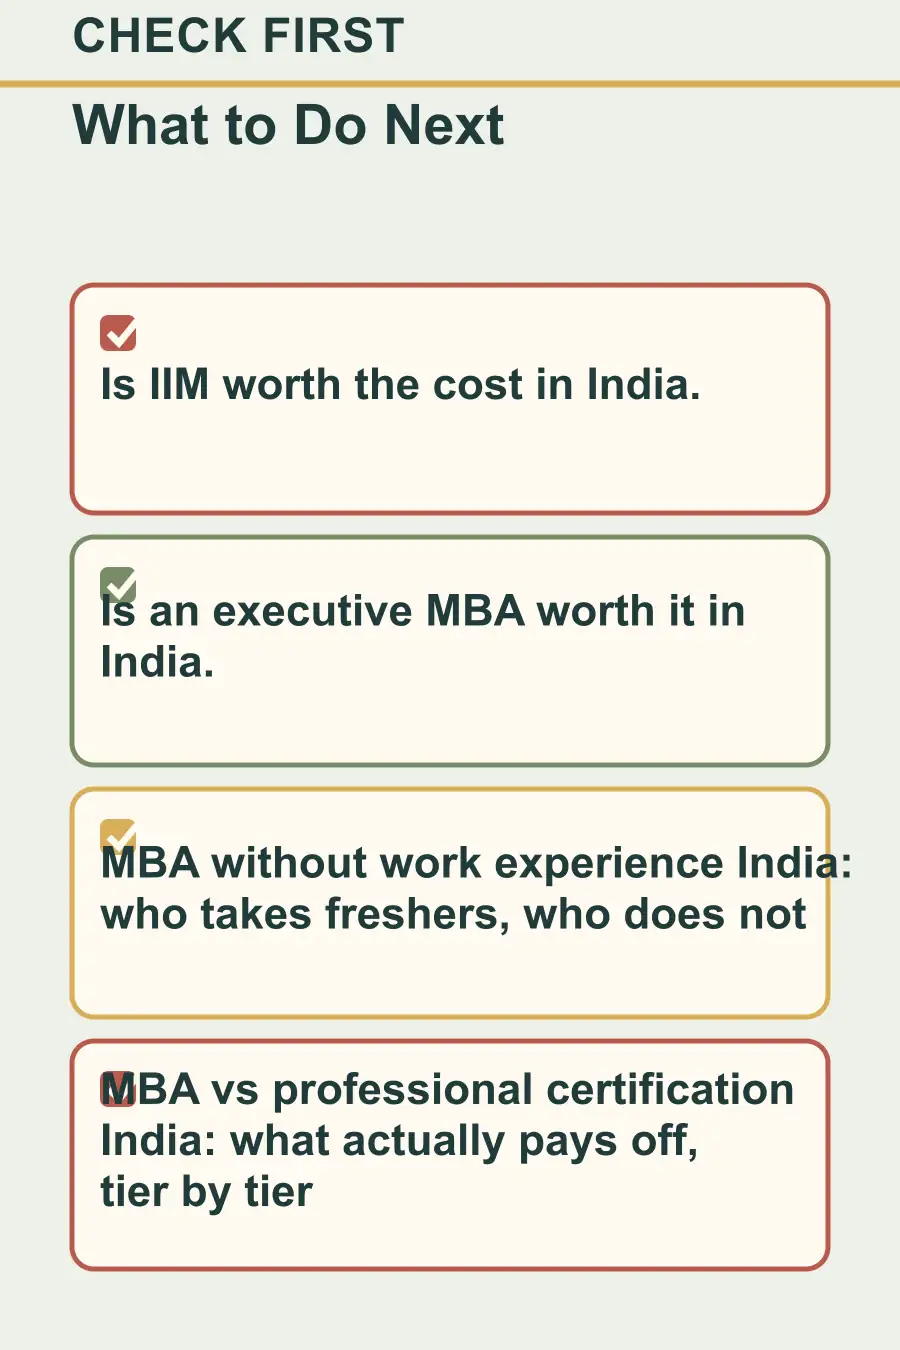 CHECK FIRST
What to Do Next
Is IIM worth the cost in India.
Is an executive MBA worth it in
India.
MBA without work experience India:
who takes freshers, who does not
MBA vs professional certification
India: what actually pays off,
tier by tier